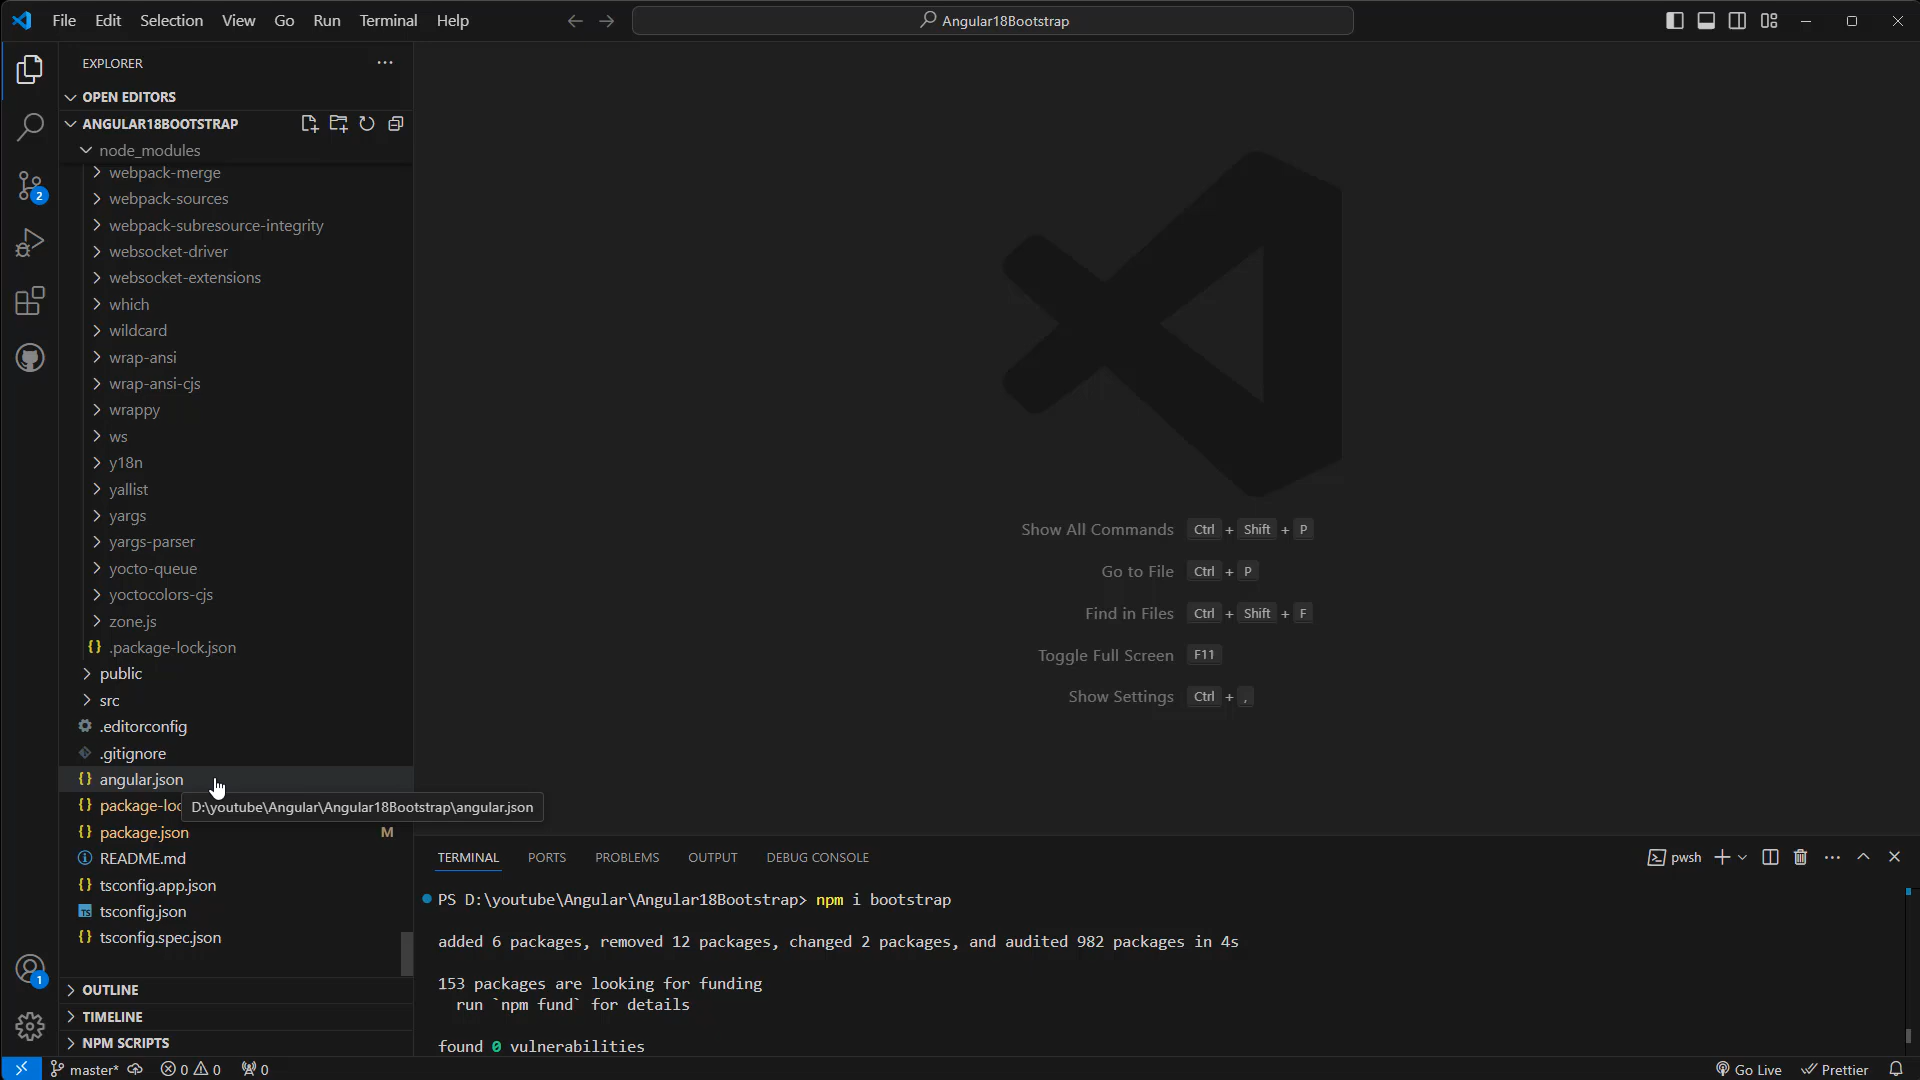 File Edit Selection View Go Run Terminal Help
Angular18Bootstrap
EXPLORER
OPEN EDITORS
ANGULAR18BOOTSTRAP
node_modules
webpack-merge
webpack-sources
webpack-subresource-integrity
websocket-driver
websocket-extensions
which
wildcard
wrap-ansi
wrap-ansi-cjs
wrappy
ws
y18n
yallist
yargs
yargs-parser
yocto-queue
yoctocolors-cjs
zone.js
{} .package-lock.json
public
src
.editorconfig
.gitignore
{} angular.json
{} package-loc
D:\youtube\Angular\Angular18Bootstrap\angular.json
{} package.json M
README.md
{} tsconfig.app.json
TS tsconfig.json
{} tsconfig.spec.json
OUTLINE
TIMELINE
NPM SCRIPTS
2
1
Show All Commands Ctrl + Shift + P
Go to File Ctrl + P
Find in Files Ctrl + Shift + F
Toggle Full Screen F11
Show Settings Ctrl + ,
TERMINAL PORTS PROBLEMS OUTPUT DEBUG CONSOLE
pwsh
PS D:\youtube\Angular\Angular18Bootstrap> npm i bootstrap
added 6 packages, removed 12 packages, changed 2 packages, and audited 982 packages in 4s
153 packages are looking for funding
run `npm fund` for details
found 0 vulnerabilities
master* 0 0 0 Go Live Prettier